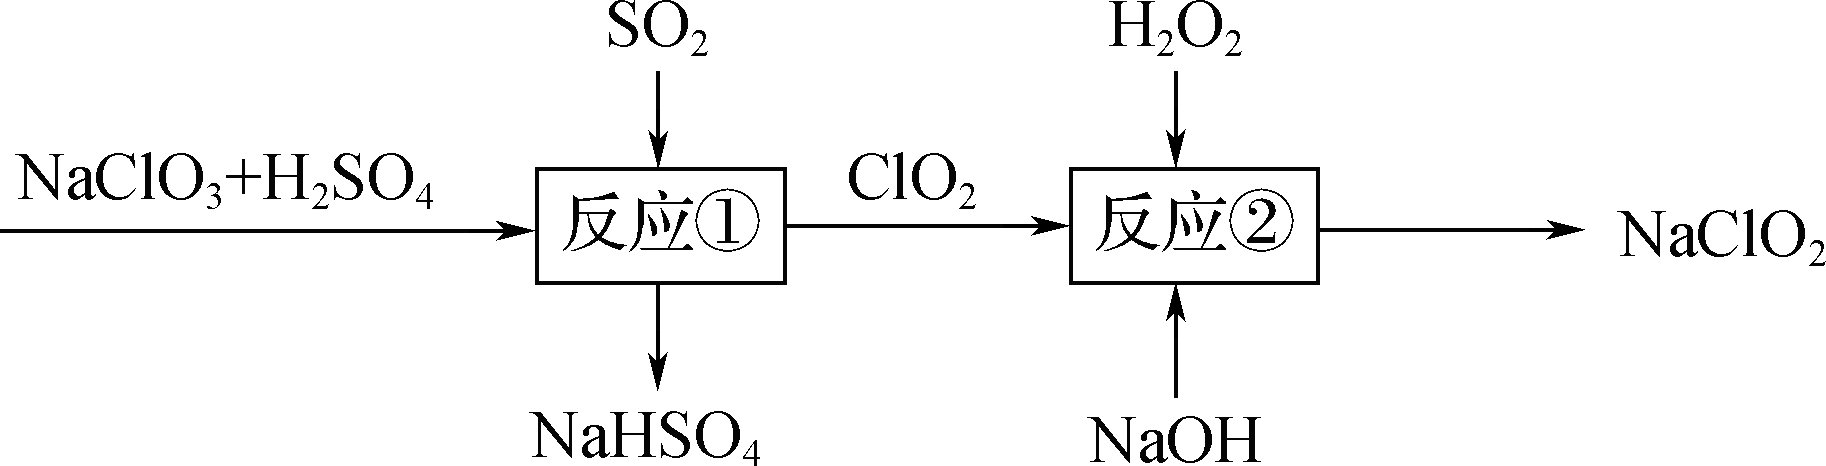 SO₂
H₂O₂
NaClO₃+H₂SO₄
反应①
ClO₂
反应②
NaClO₂
NaHSO₄
NaOH